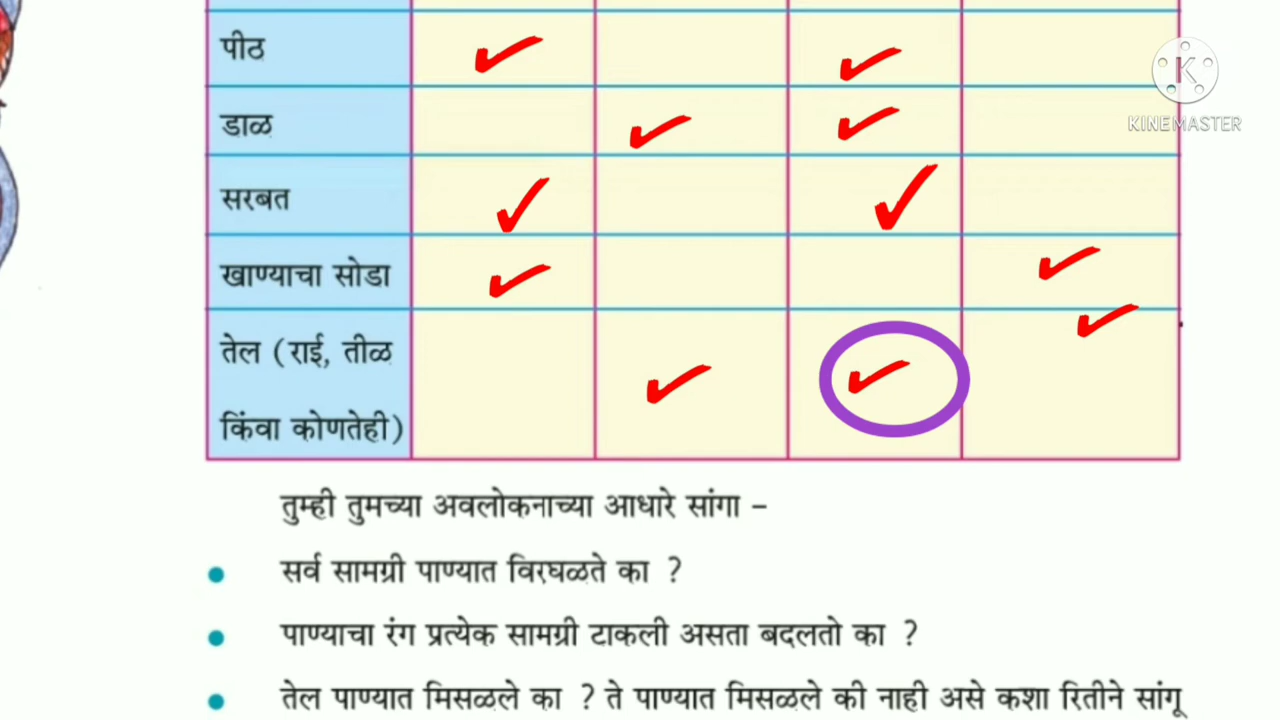 पीठ
डाळ
सरबत
खाण्याचा सोडा
तेल (राई, तीळ
किंवा कोणतेही)
तुम्ही तुमच्या अवलोकनाच्या आधारे सांगा –
सर्व सामग्री पाण्यात विरघळते का ?
पाण्याचा रंग प्रत्येक सामग्री टाकली असता बदलतो का ?
तेल पाण्यात मिसळले का ? ते पाण्यात मिसळले की नाही असे कशा रितीने सांगू
K
KINEMASTER